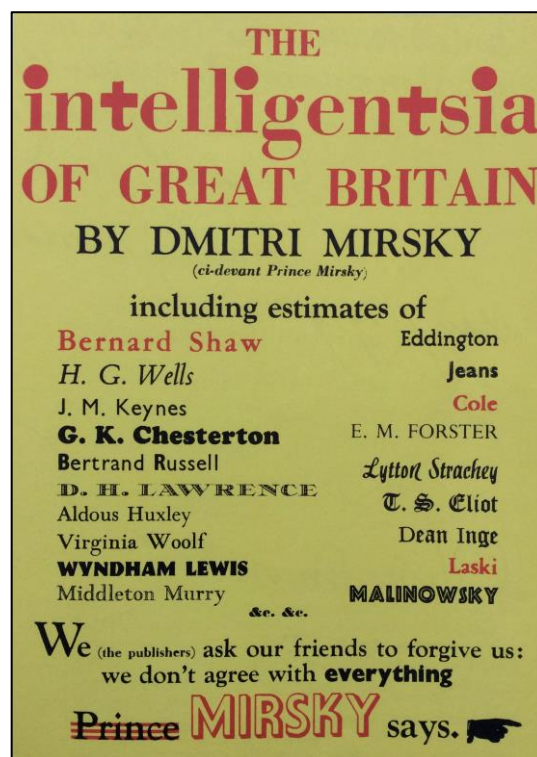 THE
intelligentsia
OF GREAT BRITAIN
BY DMITRI MIRSKY
(ci-devant Prince Mirsky)
including estimates of
Bernard Shaw
H. G. Wells
J. M. Keynes
G. K. Chesterton
Bertrand Russell
D. H. LAWRENCE
Aldous Huxley
Virginia Woolf
WYNDHAM LEWIS
Middleton Murry
Eddington
Jeans
Cole
E. M. FORSTER
Lytton Strachey
T. S. Eliot
Dean Inge
Laski
MALINOWSKY
&c. &c.
We (the publishers) ask our friends to forgive us:
we don't agree with everything
Prince MIRSKY says.